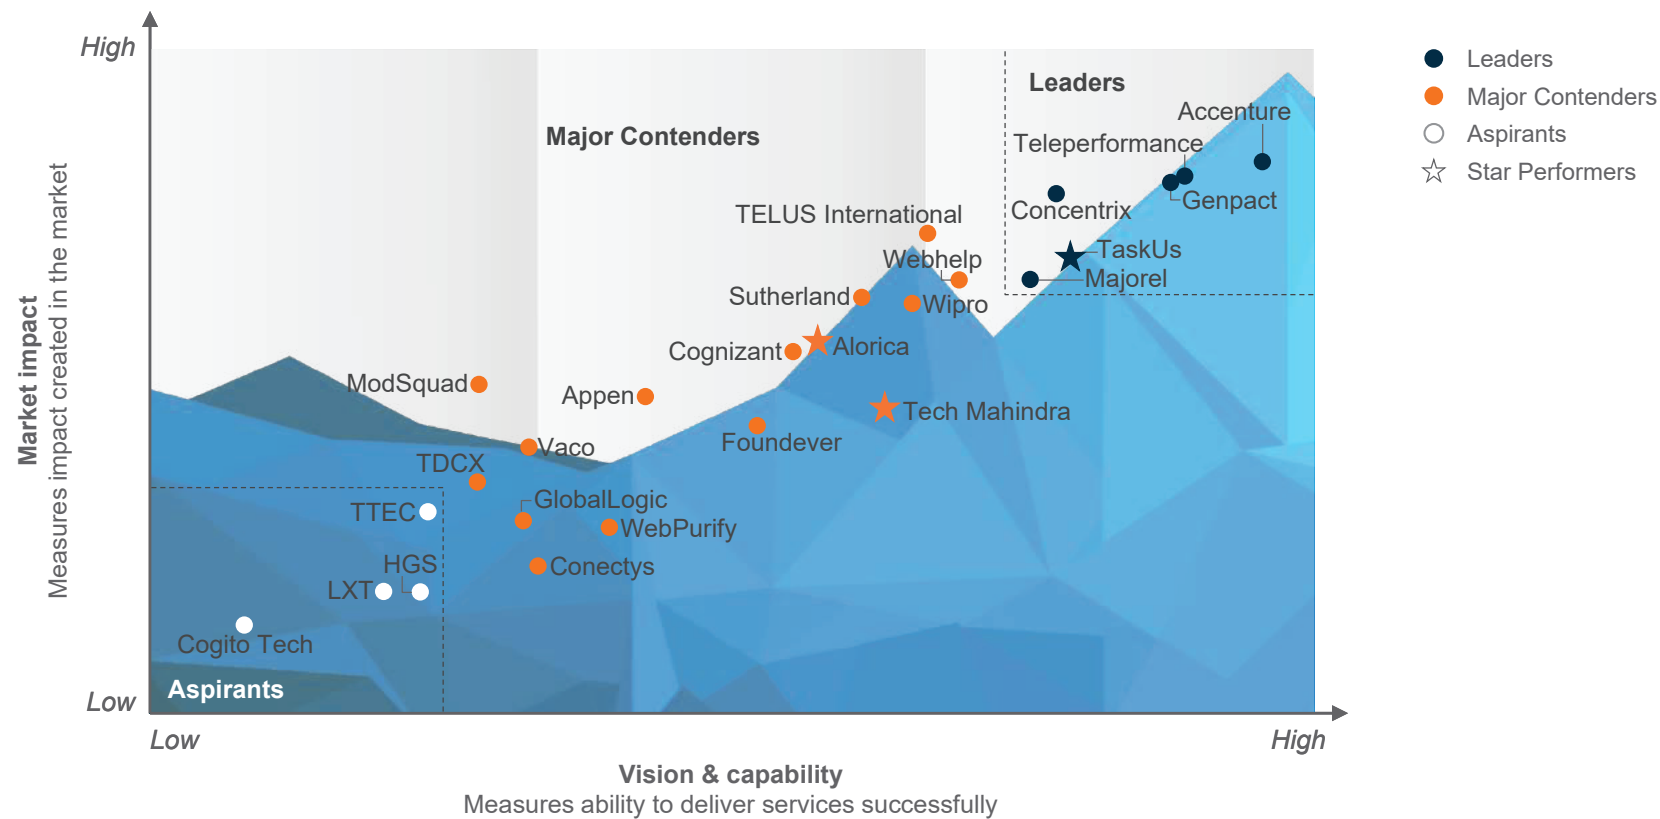 High
Leaders
Leaders
Major Contenders
Aspirants
Star Performers
Accenture
Major Contenders
Teleperformance
Genpact
Concentrix
TELUS International
TaskUs
Webhelp
Majorel
Sutherland
Wipro
Alorica
Cognizant
ModSquad
Appen
Tech Mahindra
Foundever
Vaco
TDCX
GlobalLogic
TTEC
WebPurify
HGS
Conectys
LXT
Cogito Tech
Aspirants
Market impact
Measures impact created in the market
Low
Low
High
Vision & capability
Measures ability to deliver services successfully